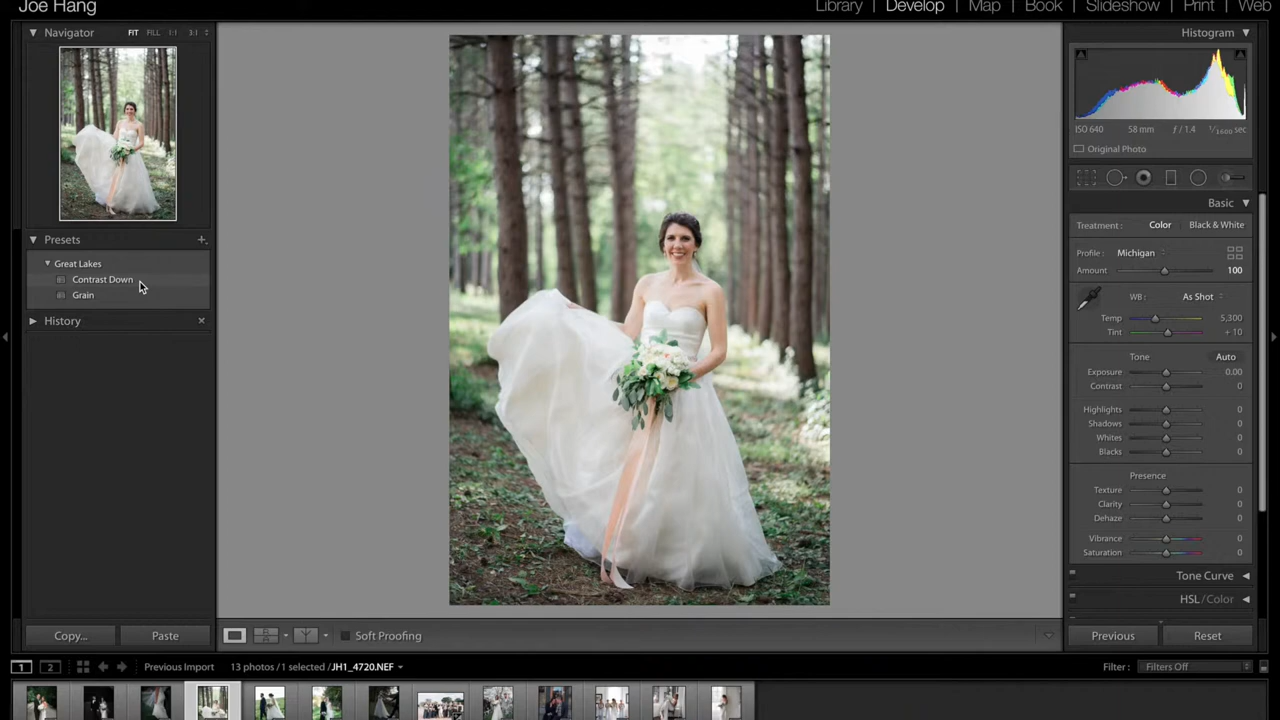 Joe Hang
Library | Develop | Map | Book | Slideshow | Print | Web
Navigator FIT FILL 1:1 3:1
Presets +
Great Lakes
Contrast Down
Grain
History ×
Copy... Paste
Soft Proofing
Histogram
ISO 640 58 mm ƒ / 1.4 1/1600 sec
Original Photo
Basic
Treatment : Color Black & White
Profile : Michigan
Amount 100
WB : As Shot
Temp 5,300
Tint + 10
Tone Auto
Exposure 0.00
Contrast 0
Highlights 0
Shadows 0
Whites 0
Blacks 0
Presence
Texture 0
Clarity 0
Dehaze 0
Vibrance 0
Saturation 0
Tone Curve
HSL / Color
Previous Reset
1 2 Previous Import 13 photos / 1 selected / JH1_4720.NEF Filter : Filters Off